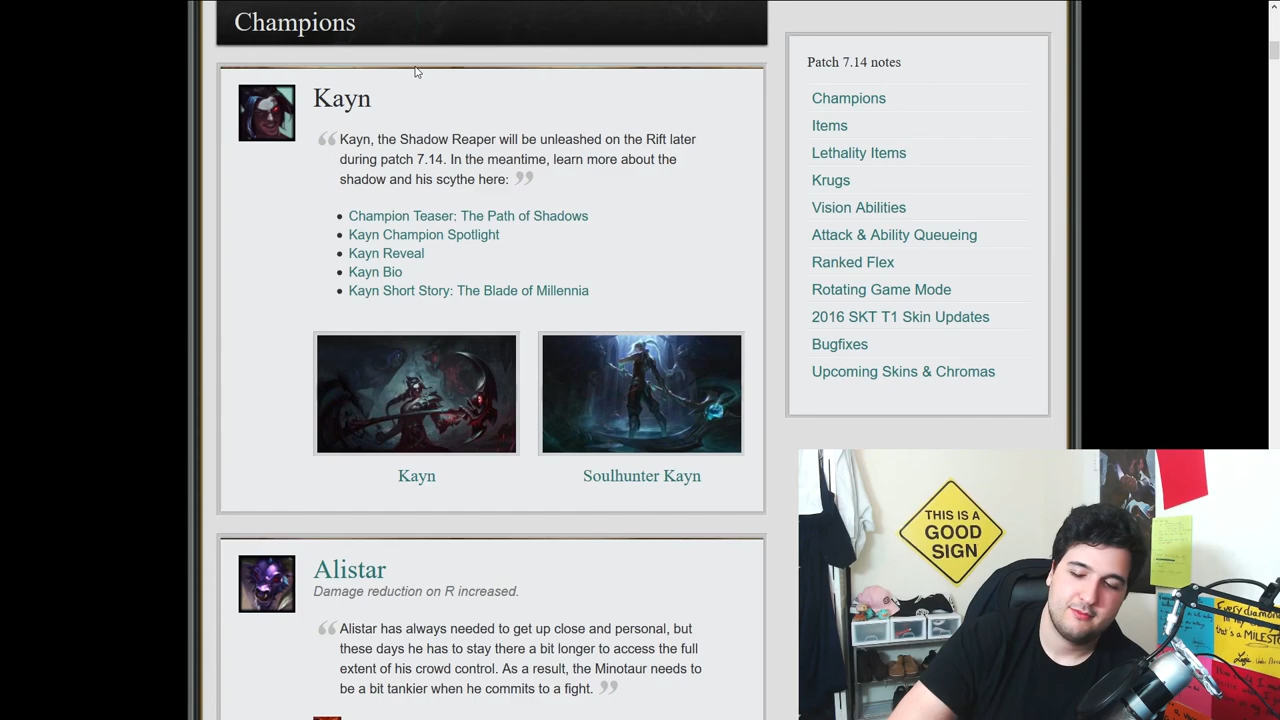 Champions
Kayn
Kayn, the Shadow Reaper will be unleashed on the Rift later
during patch 7.14. In the meantime, learn more about the
shadow and his scythe here:
Champion Teaser: The Path of Shadows
Kayn Champion Spotlight
Kayn Reveal
Kayn Bio
Kayn Short Story: The Blade of Millennia
Kayn
Soulhunter Kayn
Alistar
Damage reduction on R increased.
Alistar has always needed to get up close and personal, but
these days he has to stay there a bit longer to access the full
extent of his crowd control. As a result, the Minotaur needs to
be a bit tankier when he commits to a fight.
Patch 7.14 notes
Champions
Items
Lethality Items
Krugs
Vision Abilities
Attack & Ability Queueing
Ranked Flex
Rotating Game Mode
2016 SKT T1 Skin Updates
Bugfixes
Upcoming Skins & Chromas
THIS IS A
GOOD
SIGN
Every
that's a MILESTO